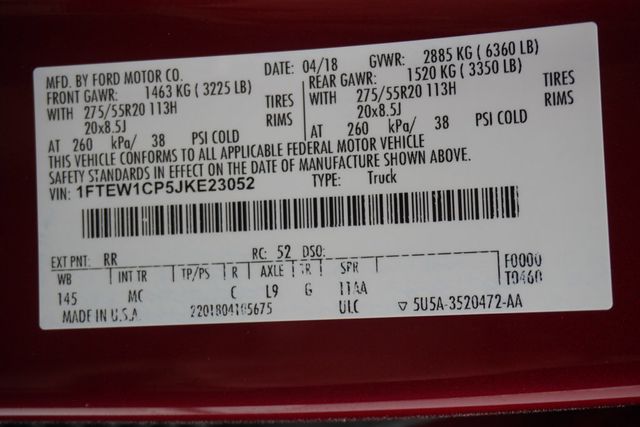 MFD. BY FORD MOTOR CO. DATE: 04/18 GVWR: 2885 KG ( 6360 LB)
FRONT GAWR: 1463 KG ( 3225 LB) REAR GAWR: 1520 KG ( 3350 LB)
WITH 275/55R20 113H TIRES WITH 275/55R20 113H TIRES
20x8.5J RIMS 20x8.5J RIMS
AT 260 kPa/ 38 PSI COLD AT 260 kPa/ 38 PSI COLD
THIS VEHICLE CONFORMS TO ALL APPLICABLE FEDERAL MOTOR VEHICLE
SAFETY STANDARDS IN EFFECT ON THE DATE OF MANUFACTURE SHOWN ABOVE.
VIN: 1FTEW1CP5JKE23052 TYPE: Truck
EXT PNT: RR RC: 52 DSO:
WB INT TR TP/PS R AXLE TR SPR F0000
145 MC C L9 G 11AA T0460
MADE IN U.S.A. 2201804105675 ULC ▽ 5U5A-3520472-AA